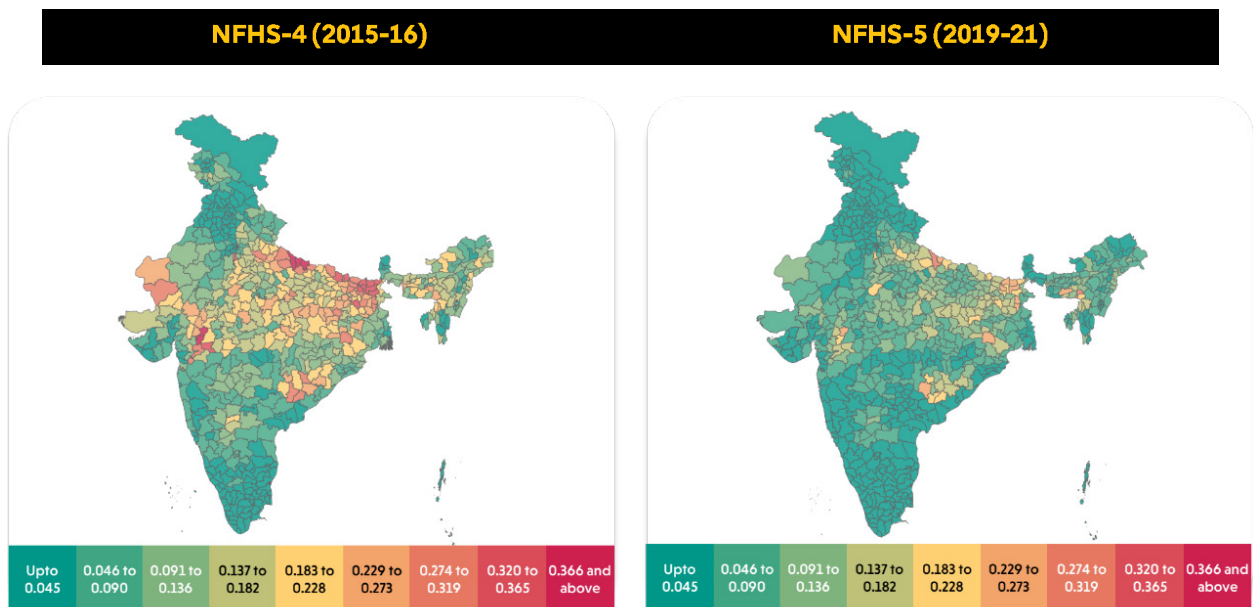 NFHS-4 (2015-16)
NFHS-5 (2019-21)
Upto
0.045
0.046 to
0.090
0.091 to
0.136
0.137 to
0.182
0.183 to
0.228
0.229 to
0.273
0.274 to
0.319
0.320 to
0.365
0.366 and
above
Upto
0.045
0.046 to
0.090
0.091 to
0.136
0.137 to
0.182
0.183 to
0.228
0.229 to
0.273
0.274 to
0.319
0.320 to
0.365
0.366 and
above